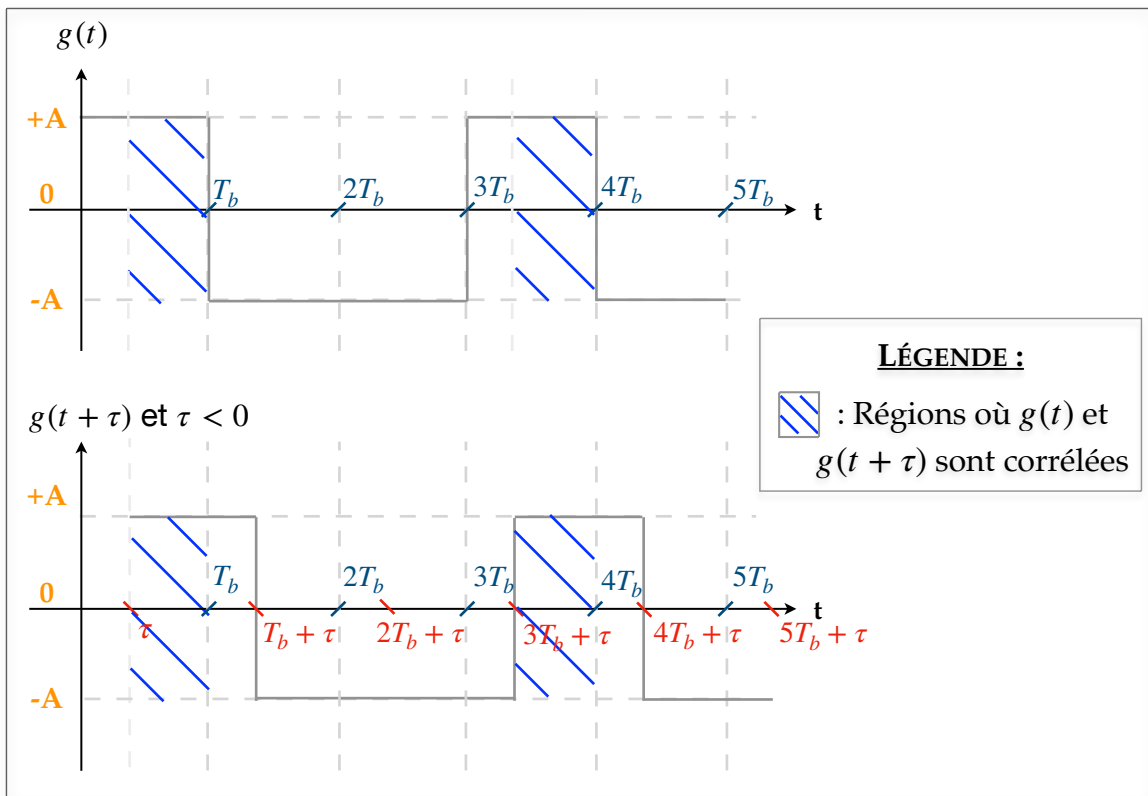 g(t)
+A
0
-A
T_b
2T_b
3T_b
4T_b
5T_b
t
LÉGENDE :
: Régions où g(t) et
g(t + τ) sont corrélées
g(t + τ) et τ < 0
+A
0
-A
T_b
2T_b
3T_b
4T_b
5T_b
t
τ
T_b + τ
2T_b + τ
3T_b + τ
4T_b + τ
5T_b + τ